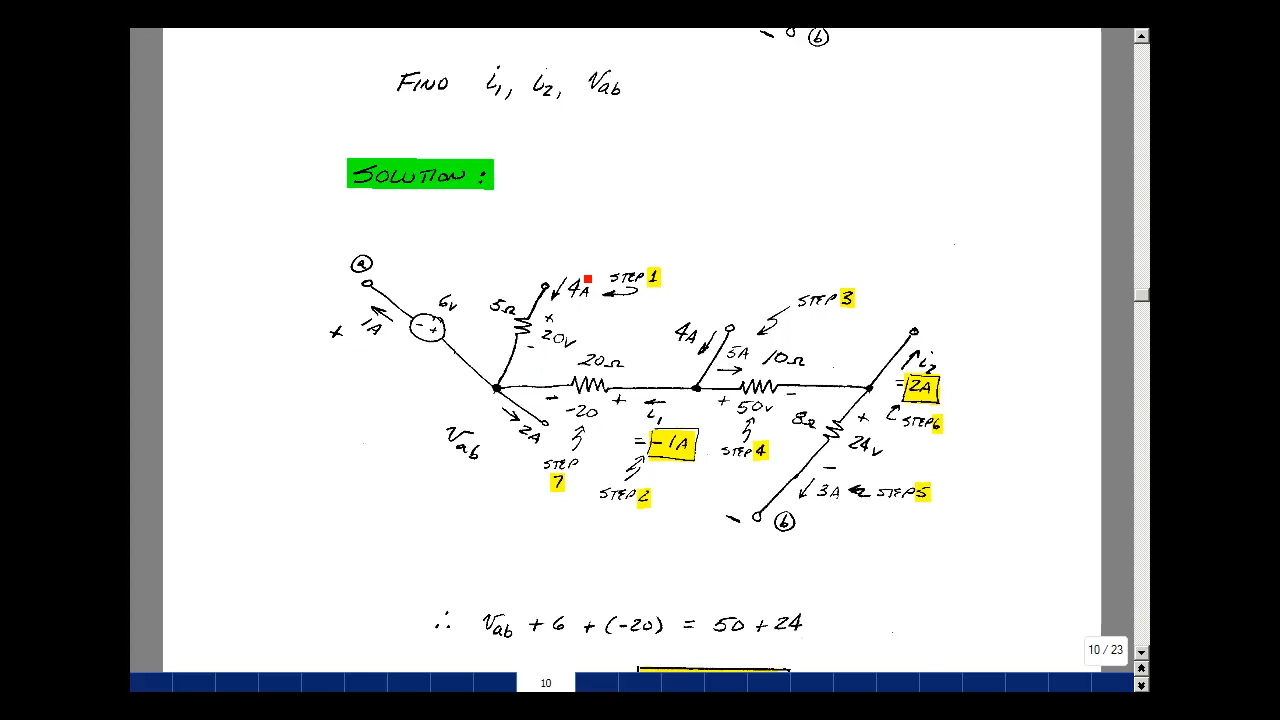 - b
FIND i1, i2, Vab
SOLUTION:
a
+ 1A
6V
- +
5Ω
4A STEP 1
+
20V
-
20Ω
- -20 +
i1
= -1A
STEP 7
STEP 2
2A
Vab
4A
STEP 3
5A
10Ω
+ 50V -
STEP 4
i2
= 2A
STEP 6
8Ω
+
24V
-
3A STEP 5
- b
∴ Vab + 6 + (-20) = 50 + 24
10 / 23
10